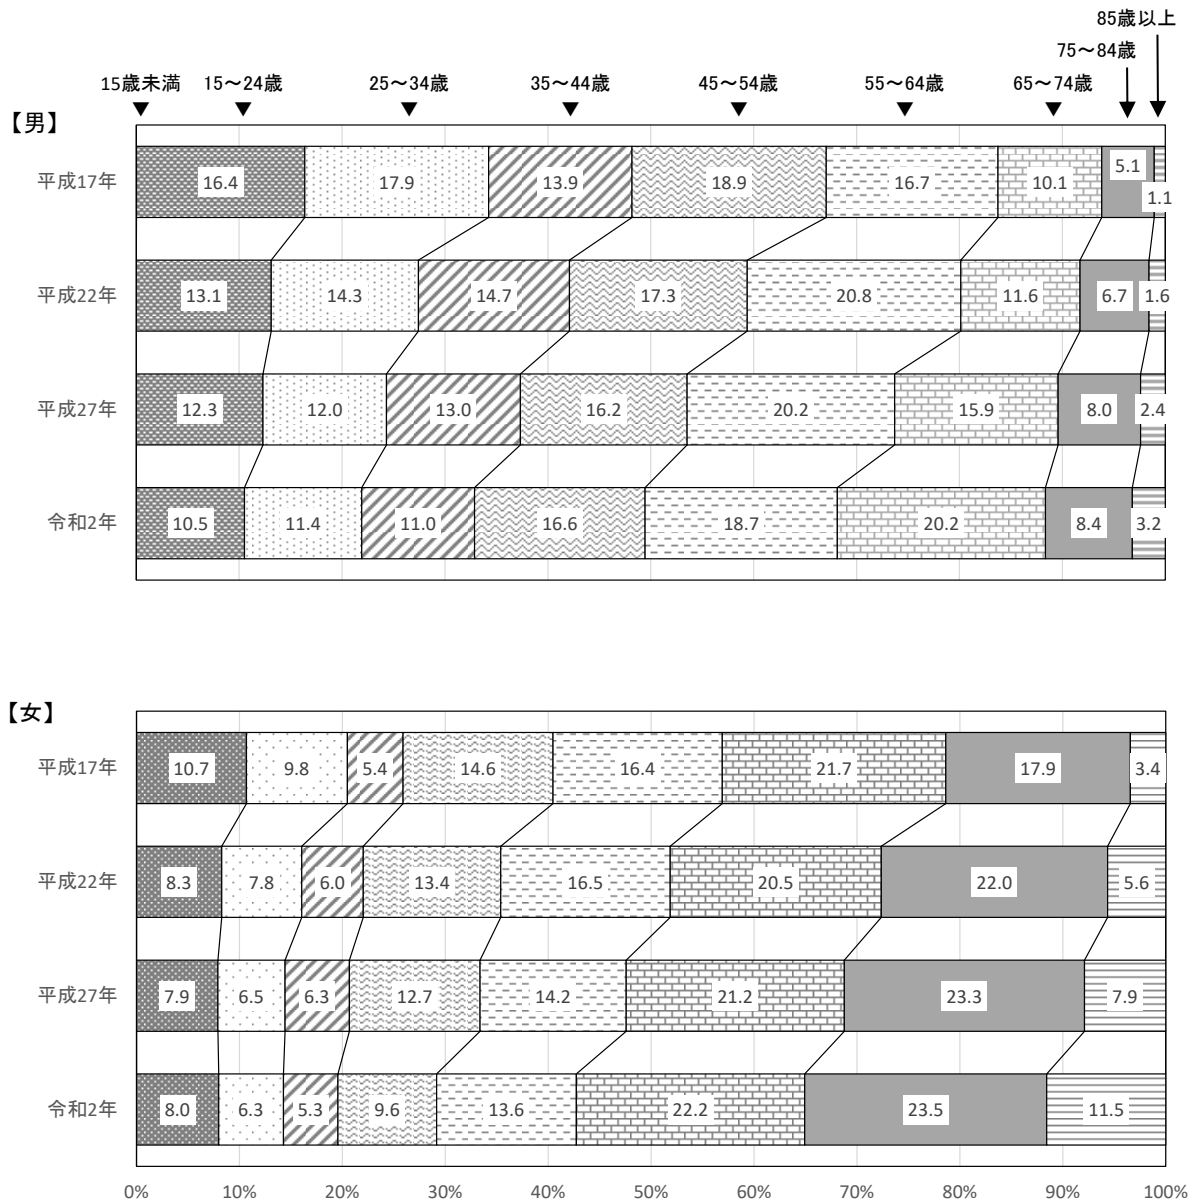 85歳以上
75～84歳
15歳未満 15～24歳 25～34歳 35～44歳 45～54歳 55～64歳 65～74歳
【男】
平成17年 16.4 17.9 13.9 18.9 16.7 10.1 5.1 1.1
平成22年 13.1 14.3 14.7 17.3 20.8 11.6 6.7 1.6
平成27年 12.3 12.0 13.0 16.2 20.2 15.9 8.0 2.4
令和2年 10.5 11.4 11.0 16.6 18.7 20.2 8.4 3.2
【女】
平成17年 10.7 9.8 5.4 14.6 16.4 21.7 17.9 3.4
平成22年 8.3 7.8 6.0 13.4 16.5 20.5 22.0 5.6
平成27年 7.9 6.5 6.3 12.7 14.2 21.2 23.3 7.9
令和2年 8.0 6.3 5.3 9.6 13.6 22.2 23.5 11.5
0% 10% 20% 30% 40% 50% 60% 70% 80% 90% 100%